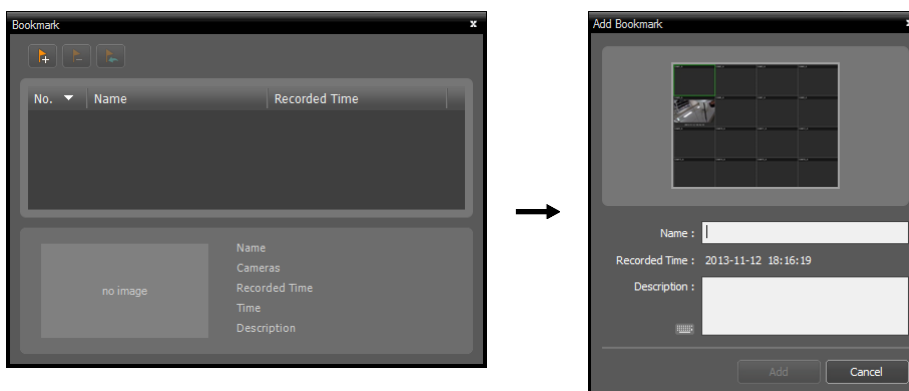 Bookmark x
No. Name Recorded Time
no image
Name
Cameras
Recorded Time
Time
Description
Add Bookmark
Name :
Recorded Time : 2013-11-12 18:16:19
Description :
Add Cancel